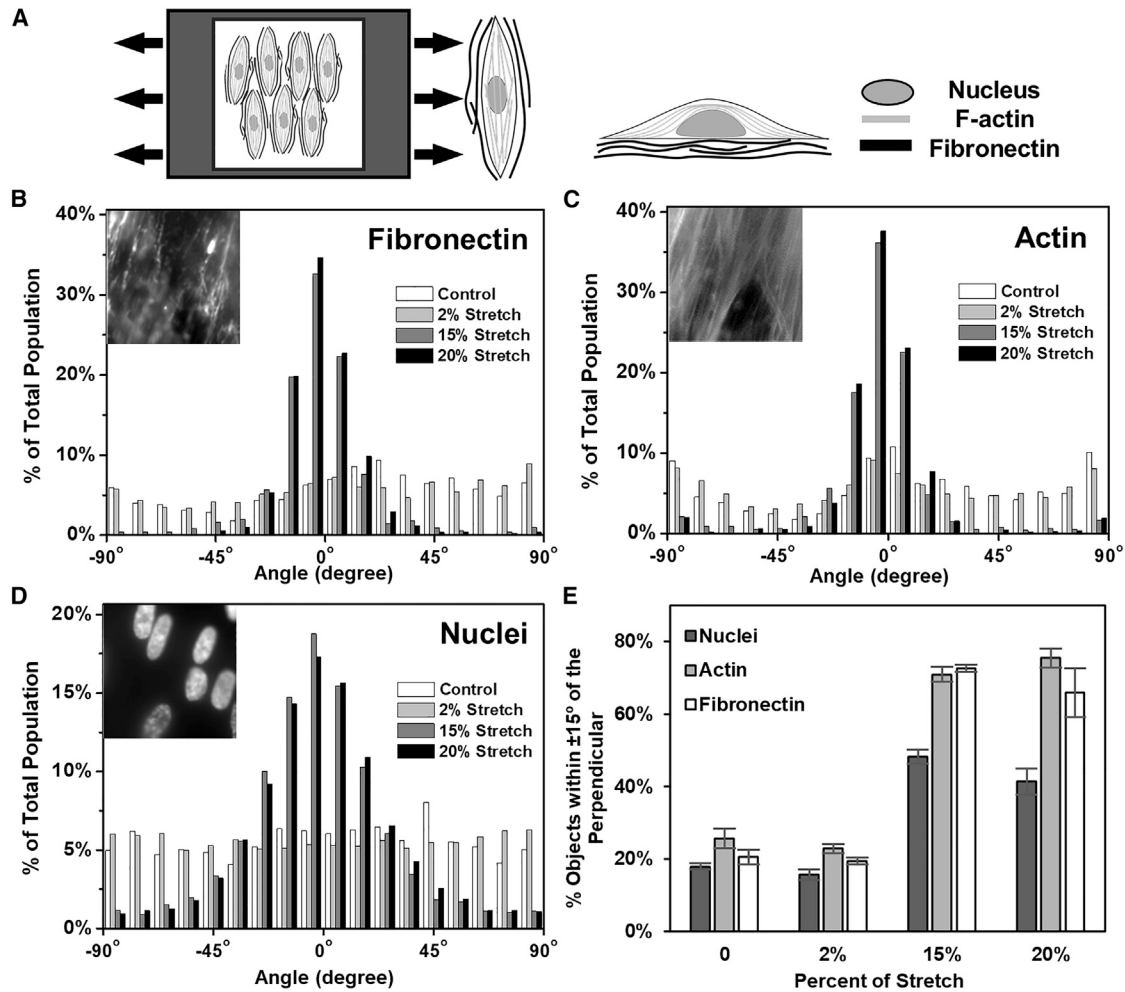 A
Nucleus
F-actin
Fibronectin
B
Fibronectin
% of Total Population
40%
30%
20%
10%
0%
Control
2% Stretch
15% Stretch
20% Stretch
-90°
-45°
0°
45°
90°
Angle (degree)
C
Actin
% of Total Population
40%
30%
20%
10%
0%
Control
2% Stretch
15% Stretch
20% Stretch
-90°
-45°
0°
45°
90°
Angle (degree)
D
Nuclei
% of Total Population
20%
15%
10%
5%
0%
Control
2% Stretch
15% Stretch
20% Stretch
-90°
-45°
0°
45°
90°
Angle (degree)
E
% Objects within ±15º of the
Perpendicular
80%
60%
40%
20%
0%
Nuclei
Actin
Fibronectin
0
2%
15%
20%
Percent of Stretch